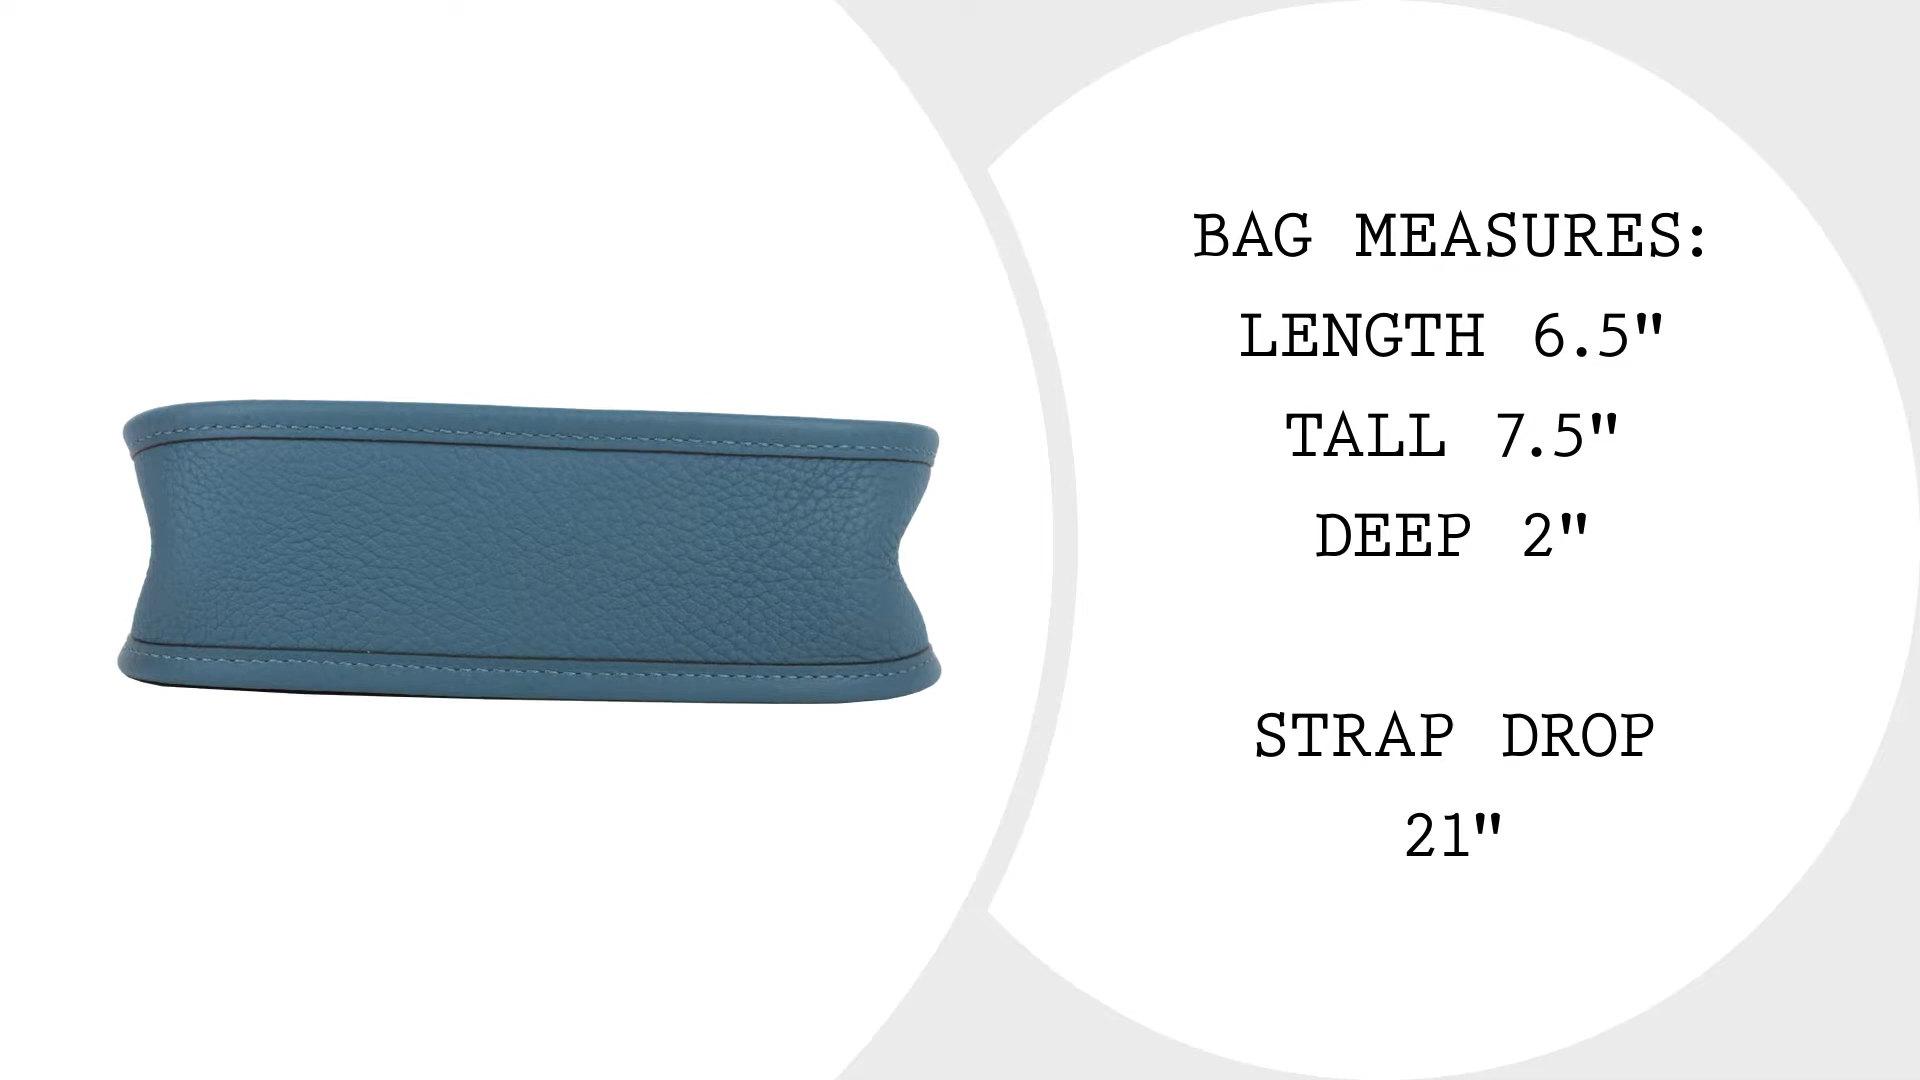 BAG MEASURES:
LENGTH 6.5"
TALL 7.5"
DEEP 2"
STRAP DROP
21"